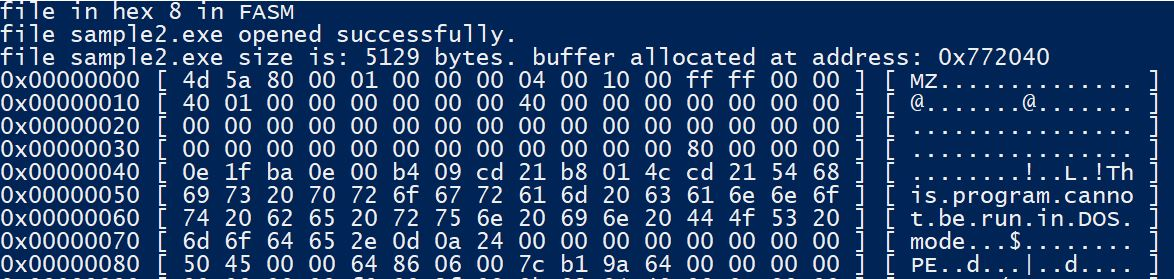 file in hex 8 in FASM
file sample2.exe opened successfully.
file sample2.exe size is: 5129 bytes. buffer allocated at address: 0x772040
0x00000000 [ 4d 5a 80 00 01 00 00 00 04 00 10 00 ff ff 00 00 ] [ MZ.............. ]
0x00000010 [ 40 01 00 00 00 00 00 00 40 00 00 00 00 00 00 00 ] [ @.......@....... ]
0x00000020 [ 00 00 00 00 00 00 00 00 00 00 00 00 00 00 00 00 ] [ ................ ]
0x00000030 [ 00 00 00 00 00 00 00 00 00 00 00 00 80 00 00 00 ] [ ................ ]
0x00000040 [ 0e 1f ba 0e 00 b4 09 cd 21 b8 01 4c cd 21 54 68 ] [ ........!..L.!Th ]
0x00000050 [ 69 73 20 70 72 6f 67 72 61 6d 20 63 61 6e 6e 6f ] [ is.program.canno ]
0x00000060 [ 74 20 62 65 20 72 75 6e 20 69 6e 20 44 4f 53 20 ] [ t.be.run.in.DOS. ]
0x00000070 [ 6d 6f 64 65 2e 0d 0a 24 00 00 00 00 00 00 00 00 ] [ mode...$........ ]
0x00000080 [ 50 45 00 00 64 86 06 00 7c b1 9a 64 00 00 00 00 ] [ PE..d...|..d.... ]